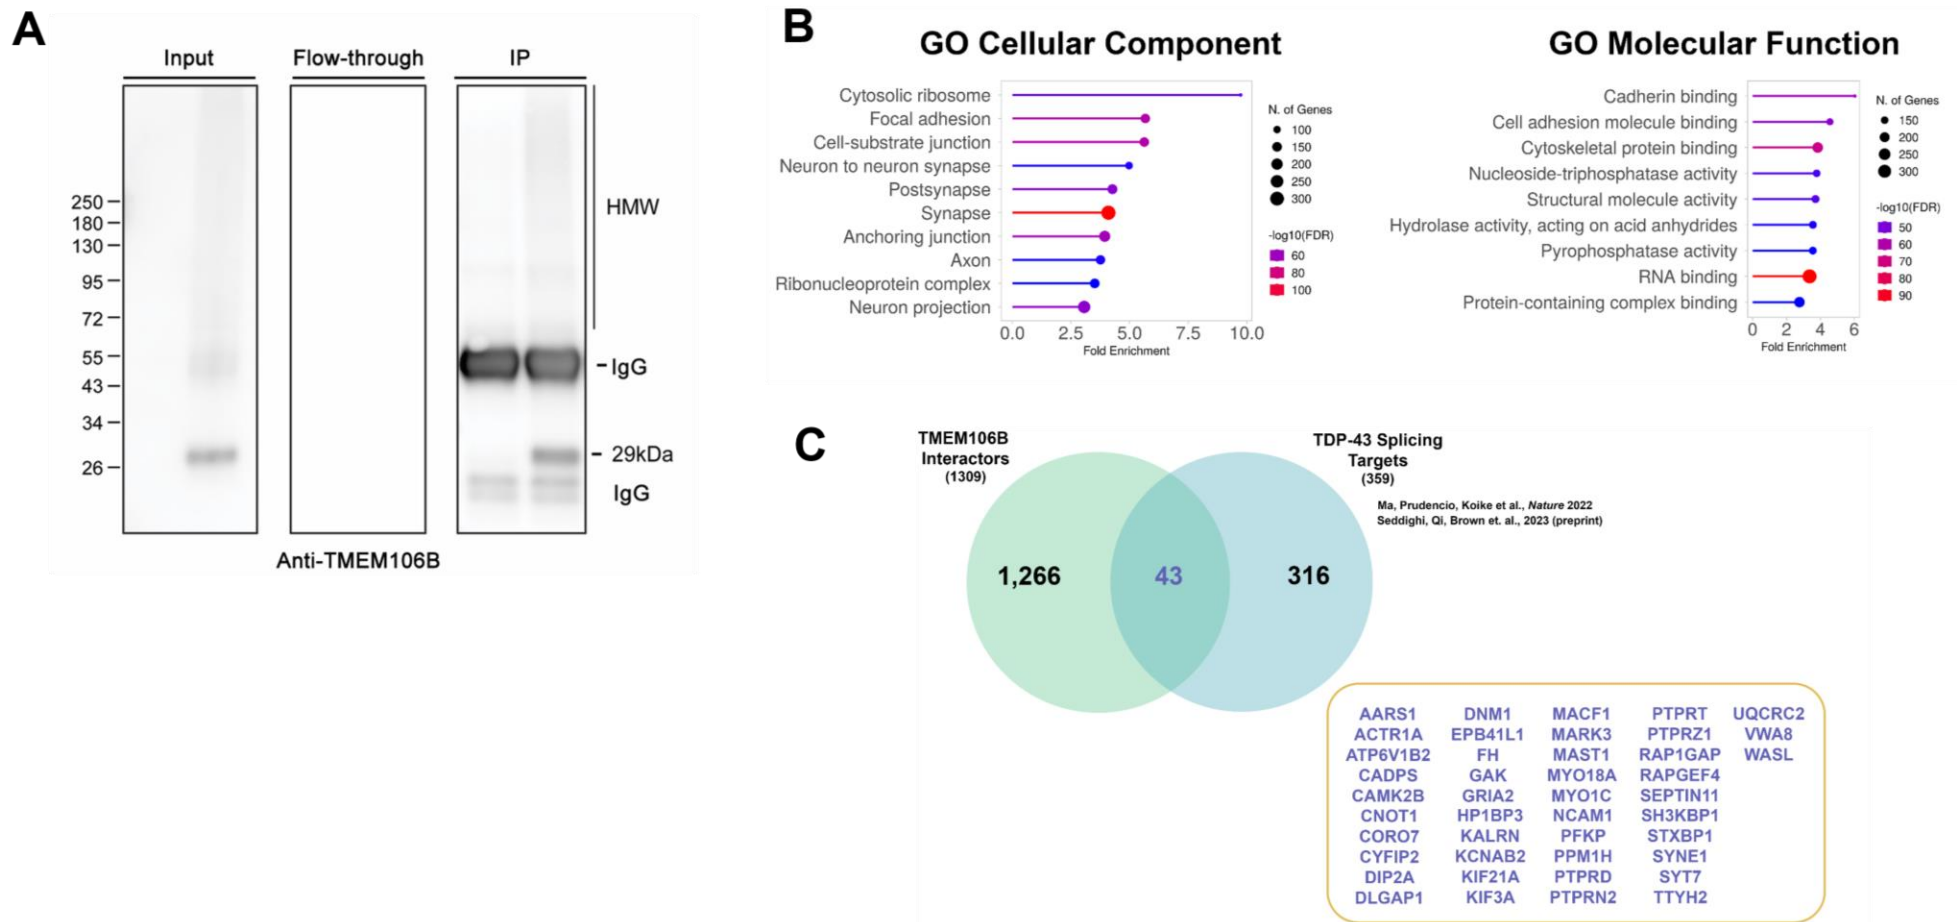 A
Input
Flow-through
IP
250
180
130
95
72
55
43
34
26
HMW
IgG
29kDa
IgG
Anti-TMEM106B
B
GO Cellular Component
Cytosolic ribosome
Focal adhesion
Cell-substrate junction
Neuron to neuron synapse
Postsynapse
Synapse
Anchoring junction
Axon
Ribonucleoprotein complex
Neuron projection
0.0 2.5 5.0 7.5 10.0
Fold Enrichment
N. of Genes
100
150
200
250
300
-log10(FDR)
60
80
100
GO Molecular Function
Cadherin binding
Cell adhesion molecule binding
Cytoskeletal protein binding
Nucleoside-triphosphatase activity
Structural molecule activity
Hydrolase activity, acting on acid anhydrides
Pyrophosphatase activity
RNA binding
Protein-containing complex binding
0 2 4 6
Fold Enrichment
N. of Genes
150
200
250
300
-log10(FDR)
50
60
70
80
90
C
TMEM106B
Interactors
(1309)
TDP-43 Splicing
Targets
(359)
Ma, Prudencio, Koike et al., Nature 2022
Seddighi, Qi, Brown et. al., 2023 (preprint)
1,266
43
316
AARS1 DNM1 MACF1 PTPRT UQCRC2
ACTR1A EPB41L1 MARK3 PTPRZ1 VWA8
ATP6V1B2 FH MAST1 RAP1GAP WASL
CADPS GAK MYO18A RAPGEF4
CAMK2B GRIA2 MYO1C SEPTIN11
CNOT1 HP1BP3 NCAM1 SH3KBP1
CORO7 KALRN PFKP STXBP1
CYFIP2 KCNAB2 PPM1H SYNE1
DIP2A KIF21A PTPRD SYT7
DLGAP1 KIF3A PTPRN2 TTYH2